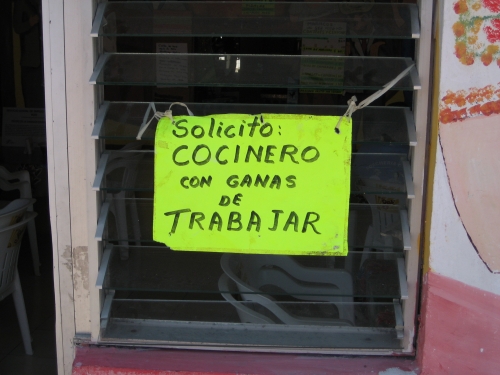 Solicito:
COCINERO
CON GANAS
DE
TRABAJAR